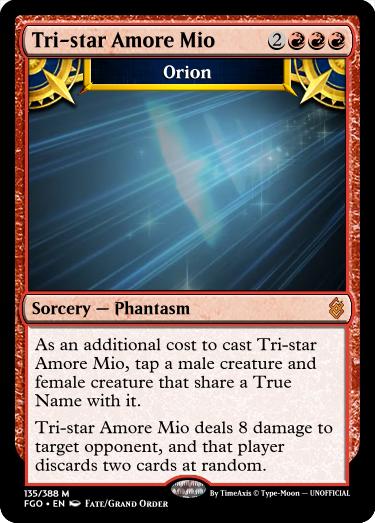 Tri-star Amore Mio 2
Orion
Sorcery — Phantasm
As an additional cost to cast Tri-star
Amore Mio, tap a male creature and
female creature that share a True
Name with it.
Tri-star Amore Mio deals 8 damage to
target opponent, and that player
discards two cards at random.
135/388 M
FGO • EN Fate/Grand Order
By TimeAxis © Type-Moon — UNOFFICIAL